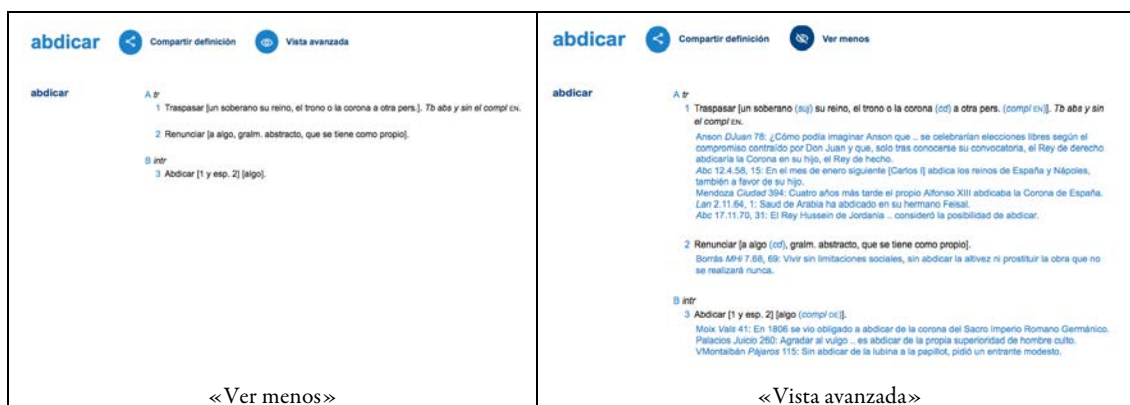 abdicar Compartir definición Vista avanzada
abdicar
A tr
1 Traspasar [un soberano su reino, el trono o la corona a otra pers.]. Tb abs y sin el compl EN.
2 Renunciar [a algo, gralm. abstracto, que se tiene como propio].
B intr
3 Abdicar [1 y esp. 2] [algo].
«Ver menos»
abdicar Compartir definición Ver menos
abdicar
A tr
1 Traspasar [un soberano (suj) su reino, el trono o la corona (cd) a otra pers. (compl EN)]. Tb abs y sin
el compl EN.
Anson DJuan 78: ¿Cómo podía imaginar Anson que .. se celebrarían elecciones libres según el
compromiso contraído por Don Juan y que, solo tras conocerse su convocatoria, el Rey de derecho
abdicaría la Corona en su hijo, el Rey de hecho.
Abc 12.4.58, 15: En el mes de enero siguiente [Carlos I] abdica los reinos de España y Nápoles,
también a favor de su hijo.
Mendoza Ciudad 394: Cuatro años más tarde el propio Alfonso XIII abdicaba la Corona de España.
Lan 2.11.64, 1: Saud de Arabia ha abdicado en su hermano Feisal.
Abc 17.11.70, 31: El Rey Hussein de Jordania .. consideró la posibilidad de abdicar.
2 Renunciar [a algo (cd), gralm. abstracto, que se tiene como propio].
Borrás MHi 7.68, 69: Vivir sin limitaciones sociales, sin abdicar la altivez ni prostituir la obra que no
se realizará nunca.
B intr
3 Abdicar [1 y esp. 2] [algo (compl DE)].
Moix Vals 41: En 1806 se vio obligado a abdicar de la corona del Sacro Imperio Romano Germánico.
Palacios Juicio 260: Agradar al vulgo .. es abdicar de la propia superioridad de hombre culto.
VMontalbán Pájaros 115: Sin abdicar de la lubina a la papillot, pidió un entrante modesto.
«Vista avanzada»